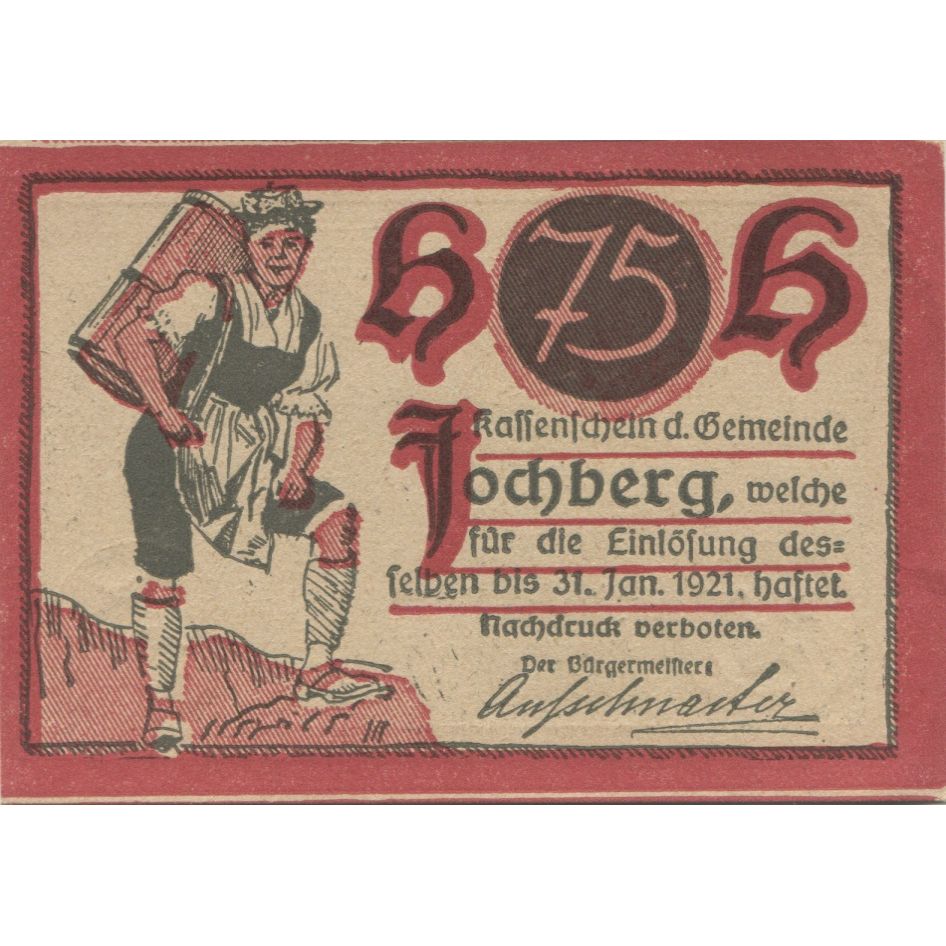 H 75 H
Kassenschein d. Gemeinde
Jochberg, welche
für die Einlösung des=
selben bis 31. Jan. 1921. haftet.
Nachdruck verboten.
Der Bürgermeister: